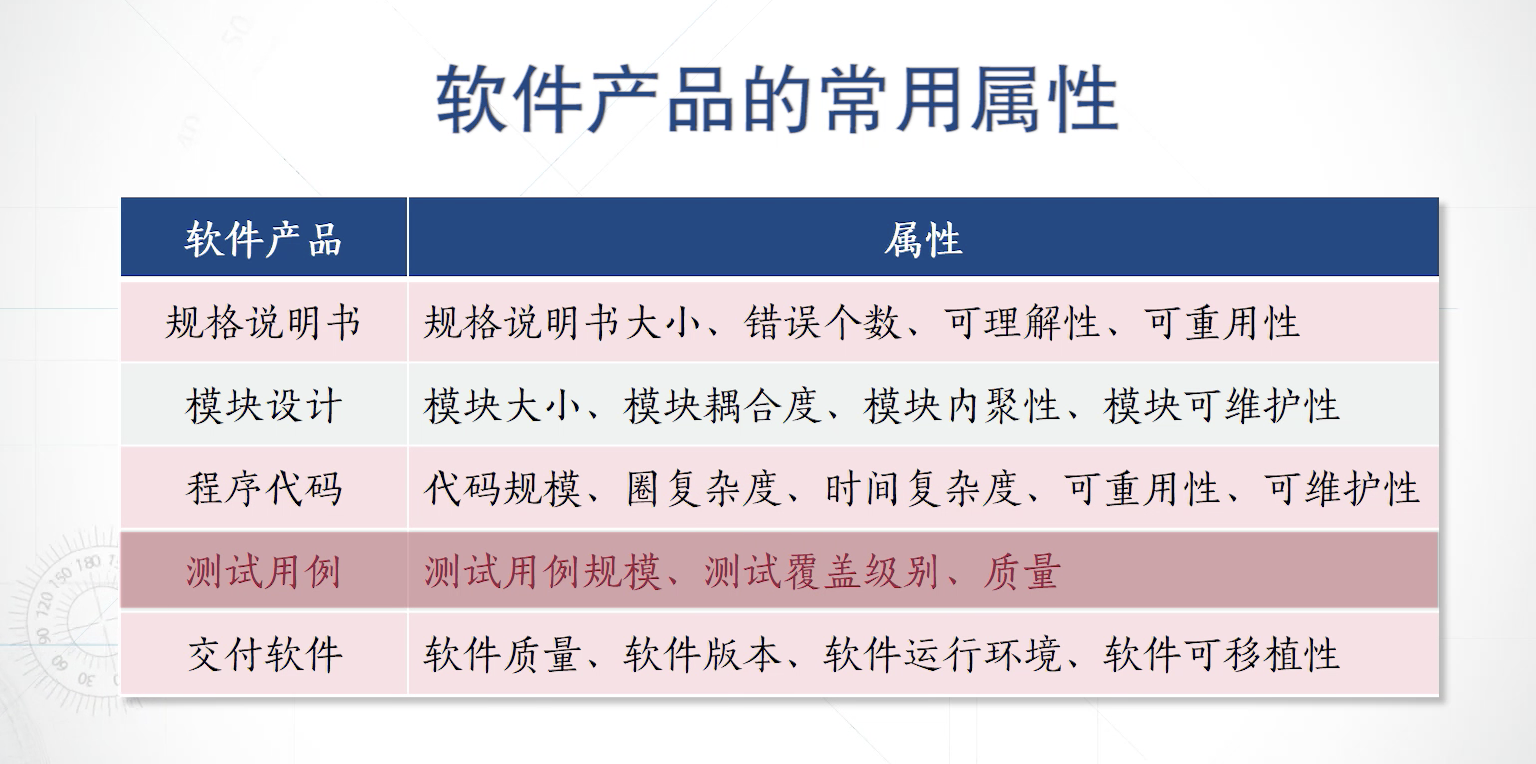 软件产品的常用属性
软件产品 属性
规格说明书 规格说明书大小、错误个数、可理解性、可重用性
模块设计 模块大小、模块耦合度、模块内聚性、模块可维护性
程序代码 代码规模、圈复杂度、时间复杂度、可重用性、可维护性
测试用例 测试用例规模、测试覆盖级别、质量
交付软件 软件质量、软件版本、软件运行环境、软件可移植性